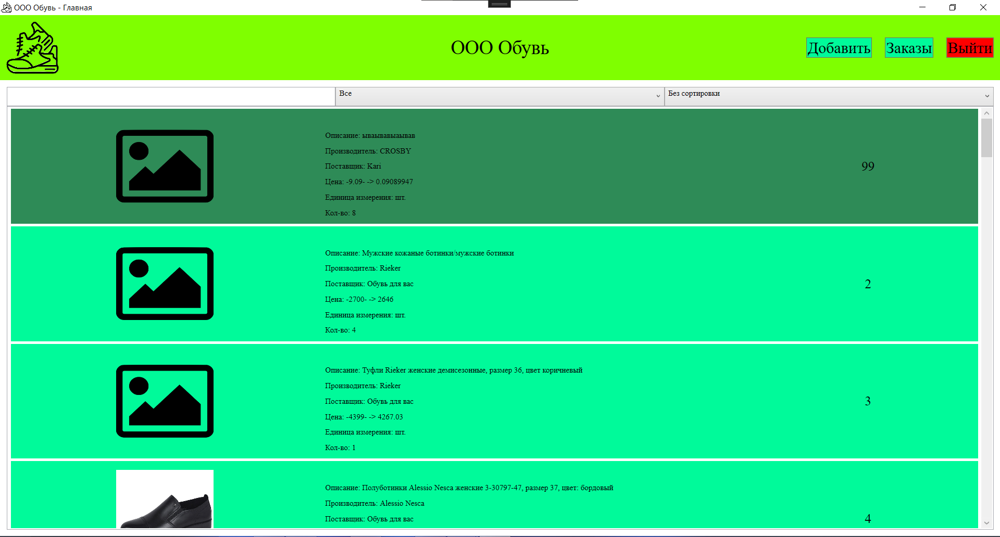 ООО Обувь - Главная
ООО Обувь
Добавить
Заказы
Выйти
Все
Без сортировки
Описание: ываывавыаывав
Производитель: CROSBY
Поставщик: Kari
Цена: -9.09- -> 0.09089947
Единица измерения: шт.
Кол-во: 8
99
Описание: Мужские кожаные ботинки/мужские ботинки
Производитель: Rieker
Поставщик: Обувь для вас
Цена: -2700- -> 2646
Единица измерения: шт.
Кол-во: 4
2
Описание: Туфли Rieker женские демисезонные, размер 36, цвет коричневый
Производитель: Rieker
Поставщик: Обувь для вас
Цена: -4399- -> 4267.03
Единица измерения: шт.
Кол-во: 1
3
Описание: Полуботинки Alessio Nesca женские 3-30797-47, размер 37, цвет: бордовый
Производитель: Alessio Nesca
Поставщик: Обувь для вас
4